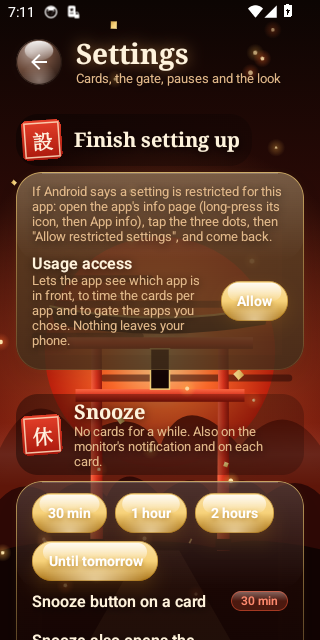 7:11
Settings
Cards, the gate, pauses and the look
設
Finish setting up
If Android says a setting is restricted for this
app: open the app's info page (long-press its
icon, then App info), tap the three dots, then
"Allow restricted settings", and come back.
Usage access
Lets the app see which app is
in front, to time the cards per
app and to gate the apps you
chose. Nothing leaves your
phone.
Allow
休
Snooze
No cards for a while. Also on the
monitor's notification and on each
card.
30 min
1 hour
2 hours
Until tomorrow
Snooze button on a card
30 min
Snooze also opens the